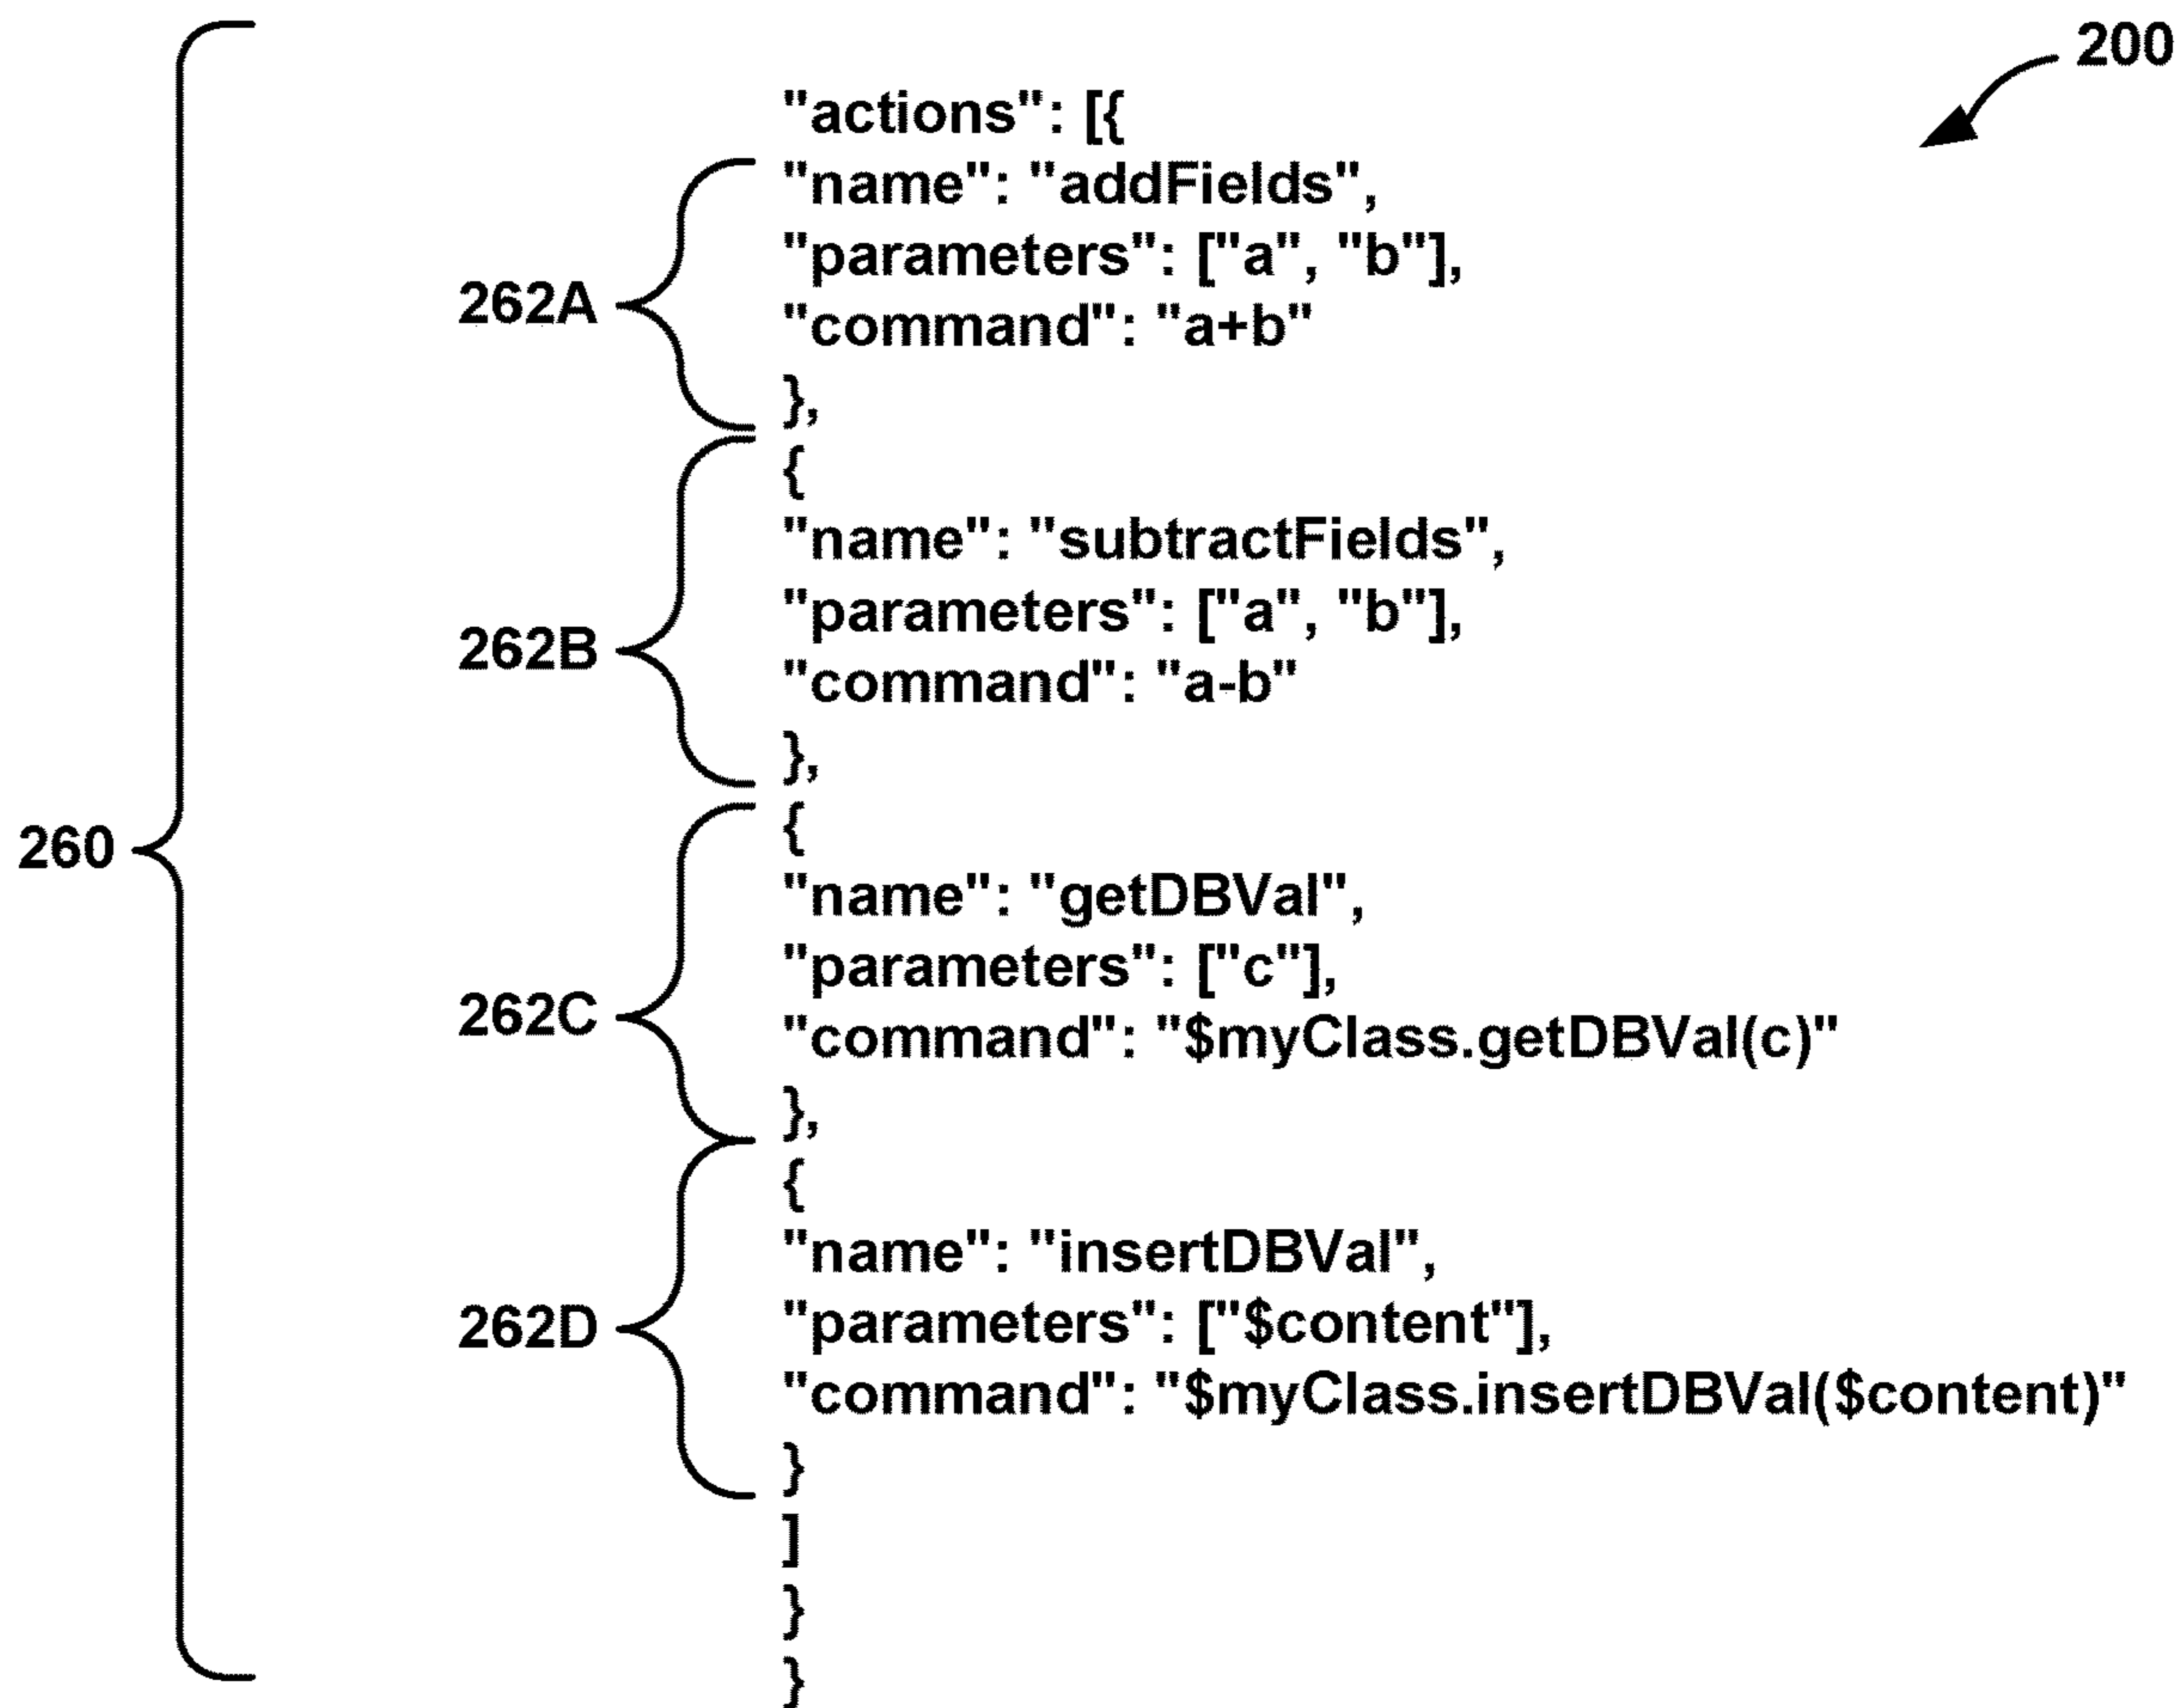 200
"actions": [{
"name": "addFields",
"parameters": ["a", "b"],
262A
"command": "a+b"
},
{
"name": "subtractFields",
"parameters": ["a", "b"],
262B
"command": "a-b"
},
{
260
"name": "getDBVal",
"parameters": ["c"],
262C
"command": "$myClass.getDBVal(c)"
},
{
"name": "insertDBVal",
"parameters": ["$content"],
262D
"command": "$myClass.insertDBVal($content)"
}
]
}
}